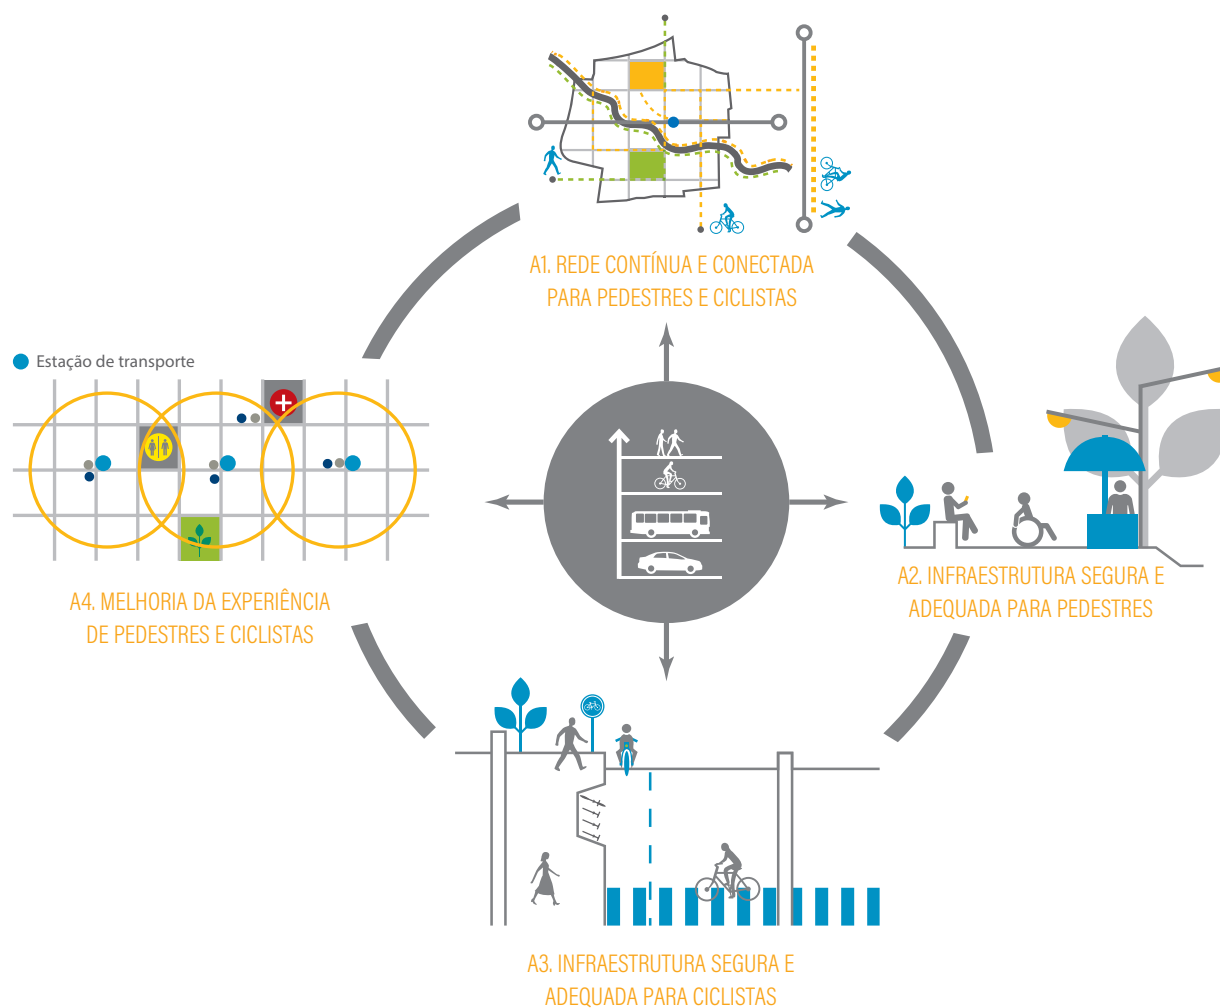 A1. REDE CONTÍNUA E CONECTADA
PARA PEDESTRES E CICLISTAS
Estação de transporte
A2. INFRAESTRUTURA SEGURA E
ADEQUADA PARA PEDESTRES
A4. MELHORIA DA EXPERIÊNCIA
DE PEDESTRES E CICLISTAS
A3. INFRAESTRUTURA SEGURA E
ADEQUADA PARA CICLISTAS